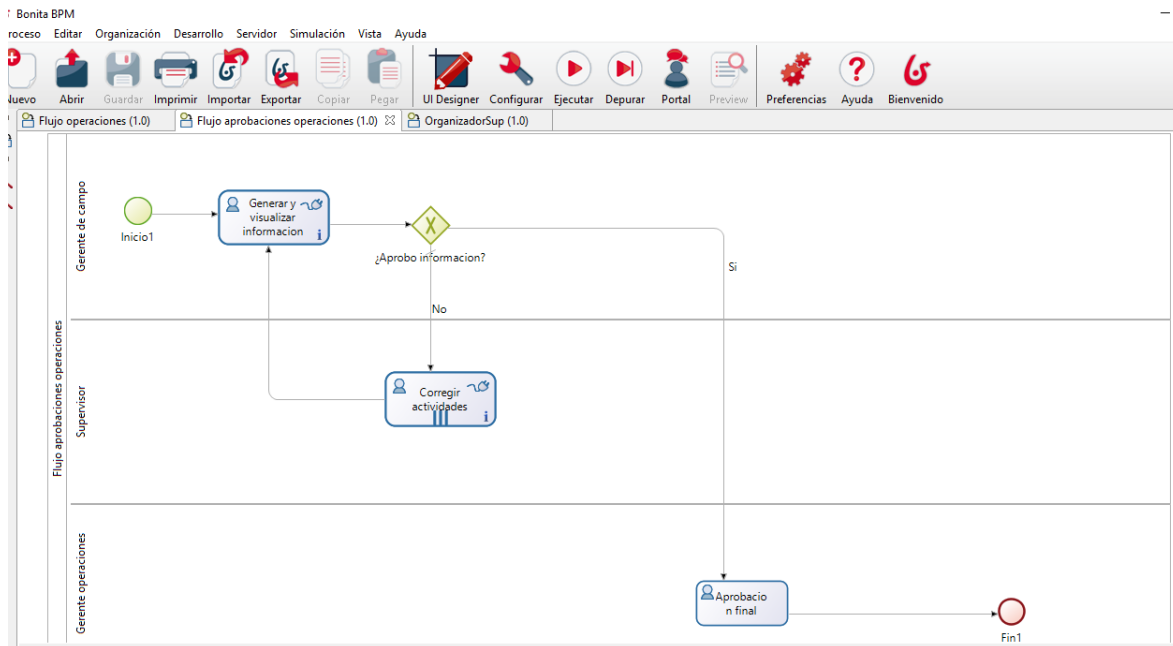 Bonita BPM
roceso Editar Organización Desarrollo Servidor Simulación Vista Ayuda
Nuevo Abrir Guardar Imprimir Importar Exportar Copiar Pegar UI Designer Configurar Ejecutar Depurar Portal Preview Preferencias Ayuda Bienvenido
Flujo operaciones (1.0) Flujo aprobaciones operaciones (1.0) OrganizadorSup (1.0)
Flujo aprobaciones operaciones
Gerente de campo
Inicio1
Generar y
visualizar
informacion
¿Aprobo informacion?
Si
No
Supervisor
Corregir
actividades
Gerente operaciones
Aprobacio
n final
Fin1